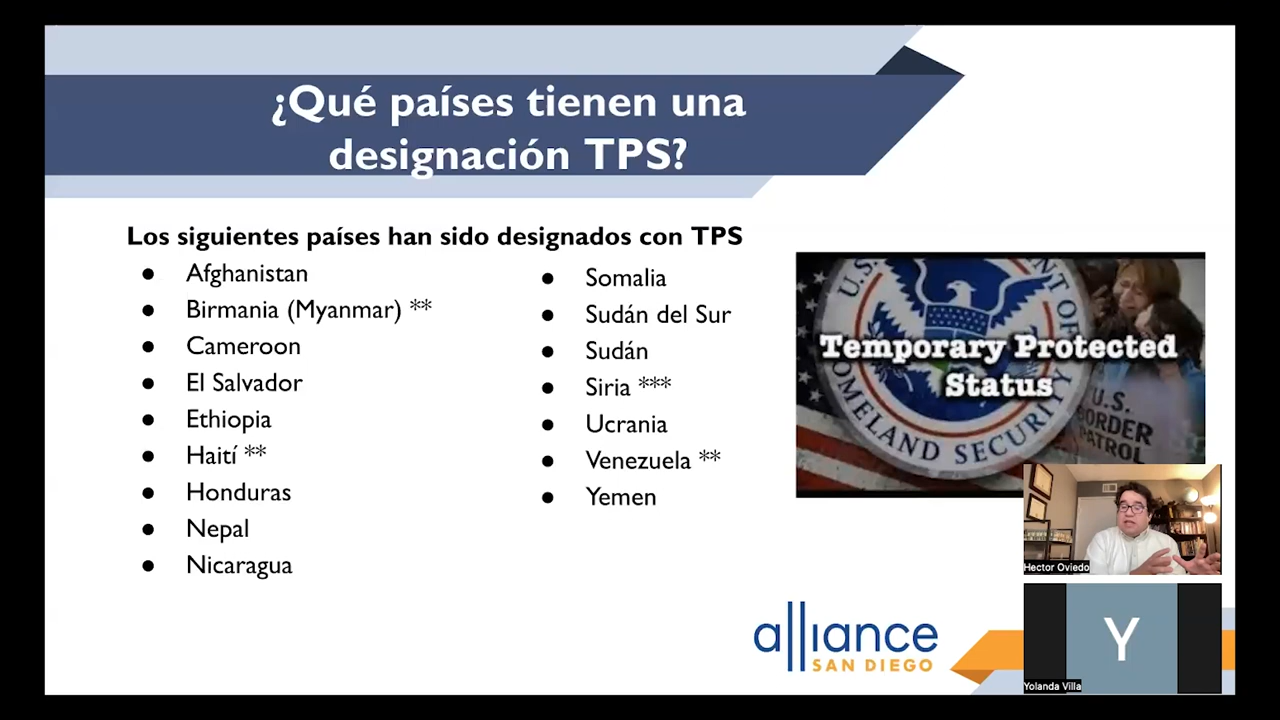 ¿Qué países tienen una
designación TPS?
Los siguientes países han sido designados con TPS
● Afghanistan
● Birmania (Myanmar) **
● Cameroon
● El Salvador
● Ethiopia
● Haití **
● Honduras
● Nepal
● Nicaragua
● Somalia
● Sudán del Sur
● Sudán
● Siria ***
● Ucrania
● Venezuela **
● Yemen
U.S. 
ENT OF
HOMELAND SECURITY
Temporary Protected
Status
U.S.
BORDER
PATROL
Hector Oviedo
Y
Yolanda Villa
alliance
SAN DIEGO